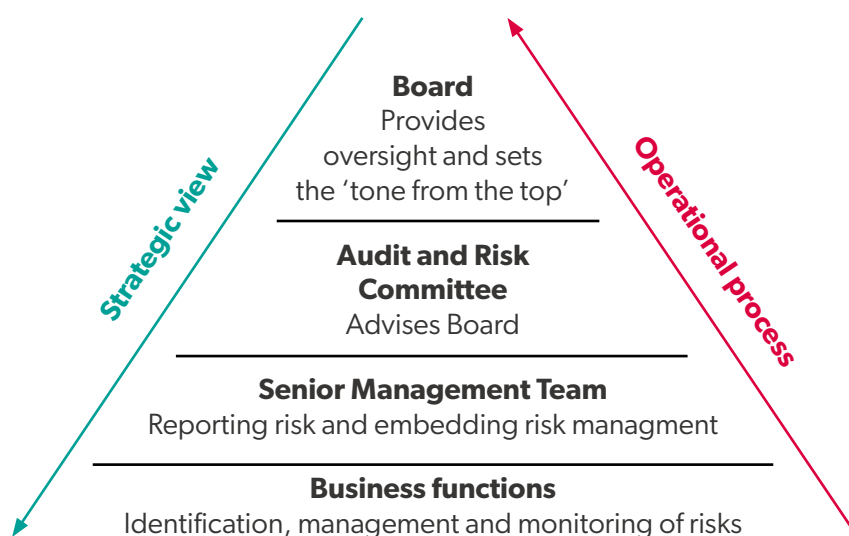 Board
Provides
oversight and sets
the ‘tone from the top’
Strategic view
Operational process
Audit and Risk
Committee
Advises Board
Senior Management Team
Reporting risk and embedding risk managment
Business functions
Identification, management and monitoring of risks